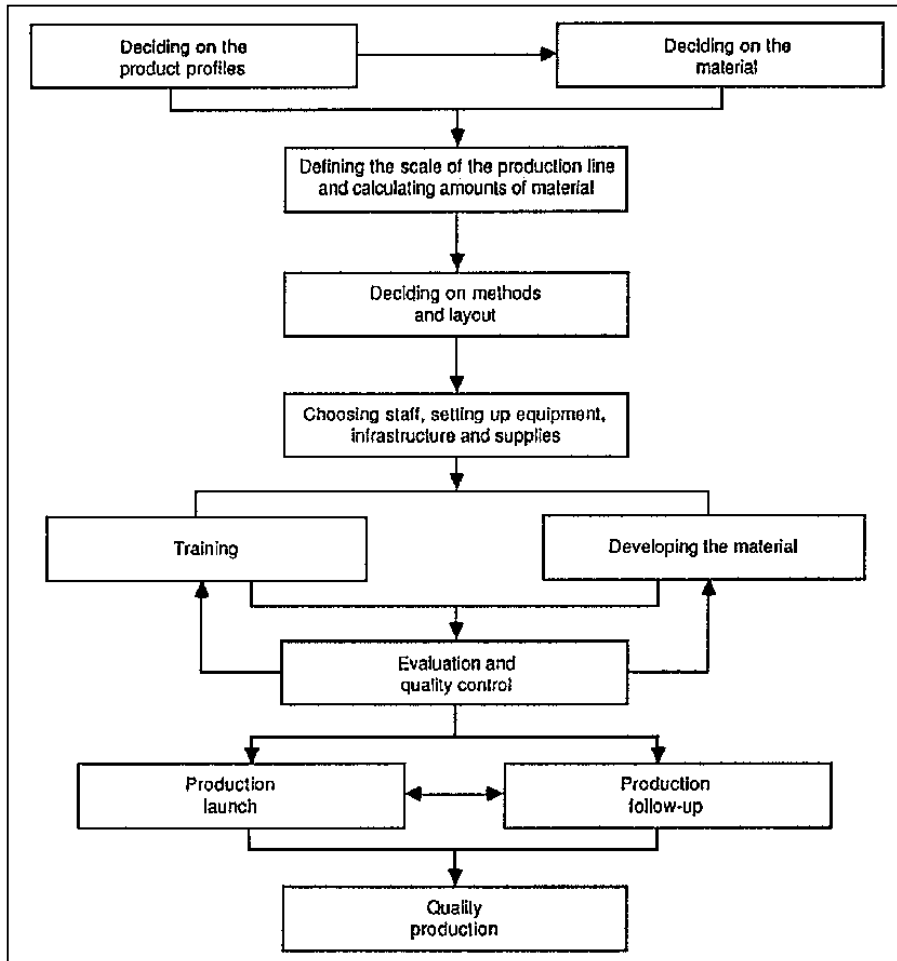 Deciding on the
product profiles
Deciding on the
material
Defining the scale of the production line
and calculating amounts of material
Deciding on methods
and layout
Choosing staff, setting up equipment,
infrastructure and supplies
Training
Developing the material
Evaluation and
quality control
Production
launch
Production
follow-up
Quality
production